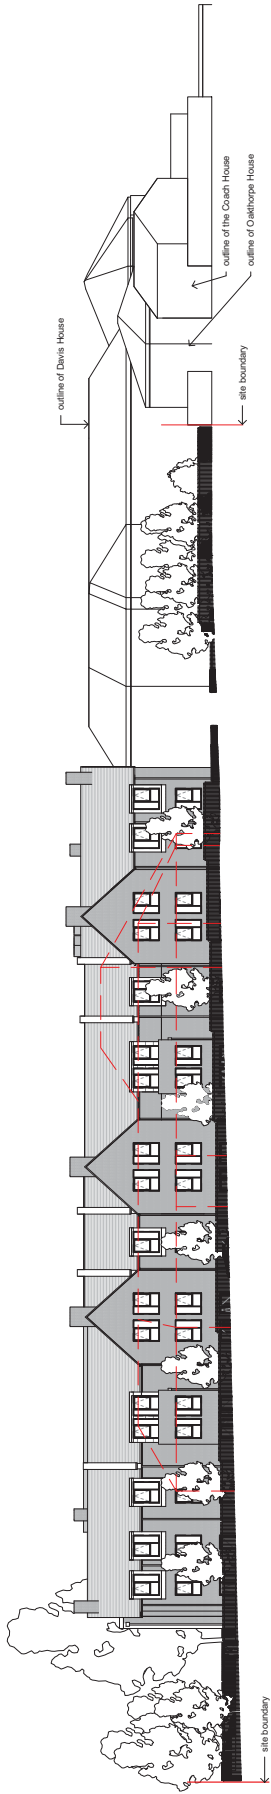 site boundary
outline of Davis House
site boundary
outline of Oakthorpe House
outline of the Coach House